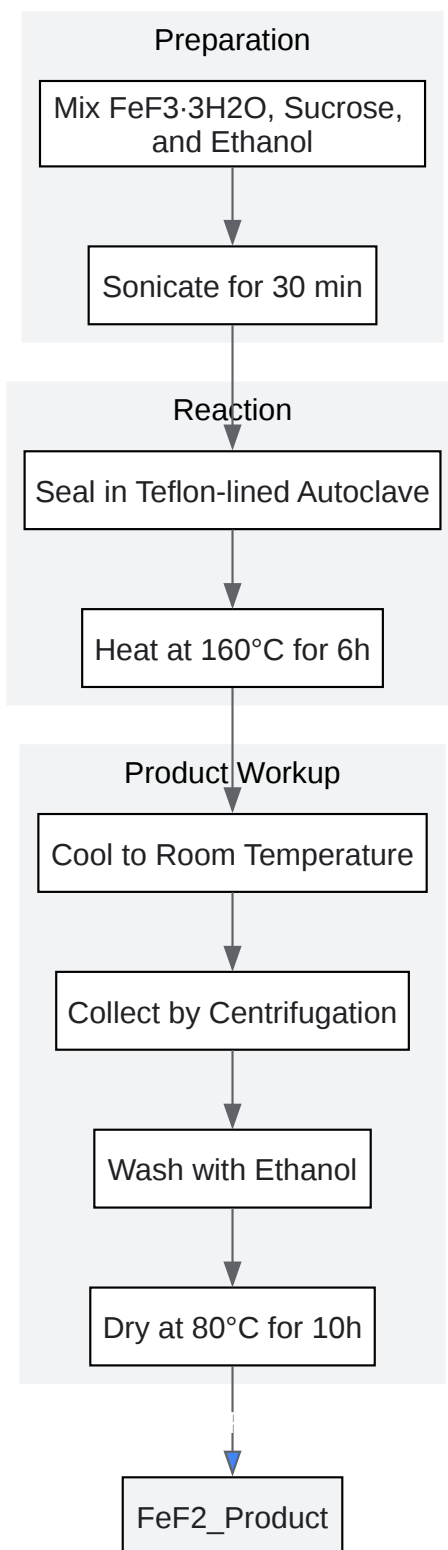 Preparation
Mix FeF3·3H2O, Sucrose,
and Ethanol
Sonicate for 30 min
Reaction
Seal in Teflon-lined Autoclave
Heat at 160°C for 6h
Product Workup
Cool to Room Temperature
Collect by Centrifugation
Wash with Ethanol
Dry at 80°C for 10h
FeF2_Product